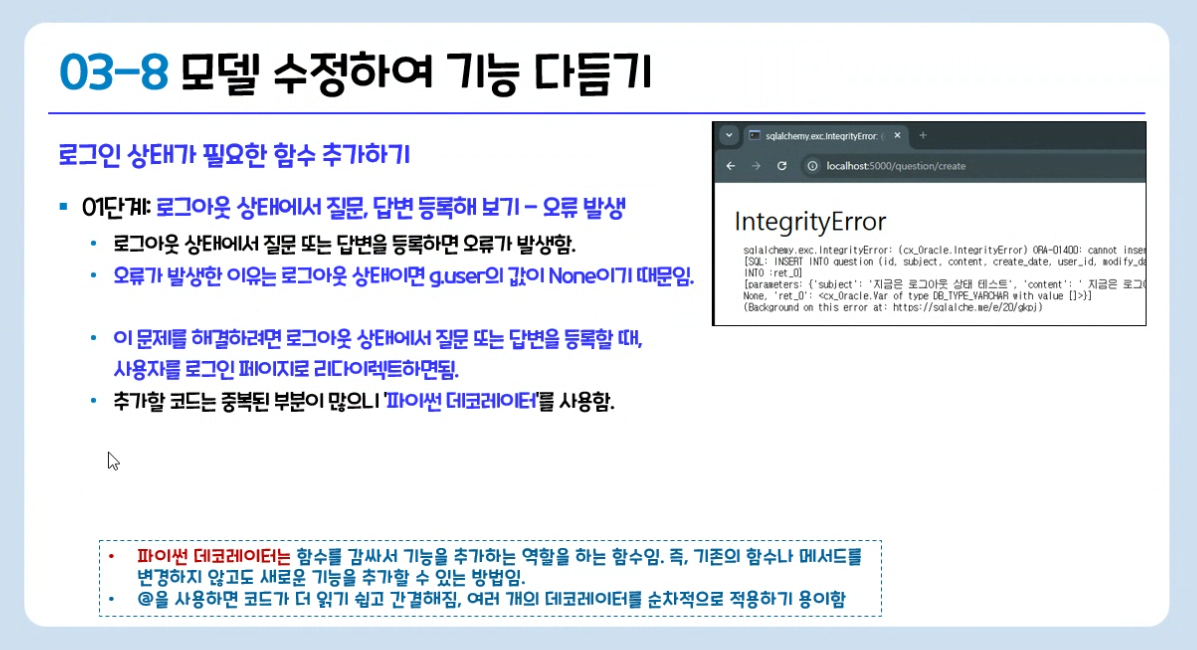 03-8 모델 수정하여 기능 다듬기
로그인 상태가 필요한 함수 추가하기
01단계: 로그아웃 상태에서 질문, 답변 등록해 보기 - 오류 발생
로그아웃 상태에서 질문 또는 답변을 등록하면 오류가 발생함.
오류가 발생한 이유는 로그아웃 상태이면 g.user의 값이 None이기 때문임.
이 문제를 해결하려면 로그아웃 상태에서 질문 또는 답변을 등록할 때,
사용자를 로그인 페이지로 리다이렉트하면됨.
추가할 코드는 중복된 부분이 많으니 '파이썬 데코레이터'를 사용함.
sqlalchemy.exc.IntegrityError: (
localhost:5000/question/create
IntegrityError
sqlalchemy.exc.IntegrityError: (cx_Oracle.IntegrityError) ORA-01400: cannot inser
[SQL: INSERT INTO question (id, subject, content, create_date, user_id, modify_da
INTO :ret_0]
[parameters: {'subject': '지금은 로그아웃 상태 테스트', 'content': ' 지금은 로그
None, 'ret_0': <cx_Oracle.Var of type DB_TYPE_VARCHAR with value []>}]
(Background on this error at: https://sqlalche.me/e/20/gkpj)
파이썬 데코레이터는 함수를 감싸서 기능을 추가하는 역할을 하는 함수임. 즉, 기존의 함수나 메서드를
변경하지 않고도 새로운 기능을 추가할 수 있는 방법임.
@을 사용하면 코드가 더 읽기 쉽고 간결해짐, 여러 개의 데코레이터를 순차적으로 적용하기 용이함